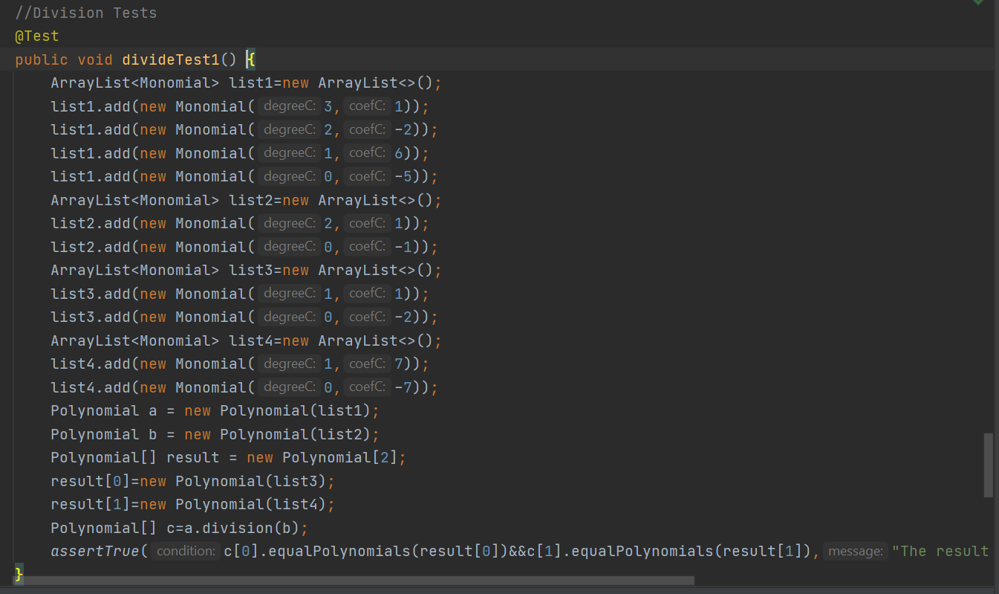 //Division Tests
@Test
public void divideTest1() {
ArrayList<Monomial> list1=new ArrayList<>();
list1.add(new Monomial( degreeC: 3, coefC: 1));
list1.add(new Monomial( degreeC: 2, coefC: -2));
list1.add(new Monomial( degreeC: 1, coefC: 6));
list1.add(new Monomial( degreeC: 0, coefC: -5));
ArrayList<Monomial> list2=new ArrayList<>();
list2.add(new Monomial( degreeC: 2, coefC: 1));
list2.add(new Monomial( degreeC: 0, coefC: -1));
ArrayList<Monomial> list3=new ArrayList<>();
list3.add(new Monomial( degreeC: 1, coefC: 1));
list3.add(new Monomial( degreeC: 0, coefC: -2));
ArrayList<Monomial> list4=new ArrayList<>();
list4.add(new Monomial( degreeC: 1, coefC: 7));
list4.add(new Monomial( degreeC: 0, coefC: -7));
Polynomial a = new Polynomial(list1);
Polynomial b = new Polynomial(list2);
Polynomial[] result = new Polynomial[2];
result[0]=new Polynomial(list3);
result[1]=new Polynomial(list4);
Polynomial[] c=a.division(b);
assertTrue( condition: c[0].equalPolynomials(result[0])&&c[1].equalPolynomials(result[1]), message: "The result
}